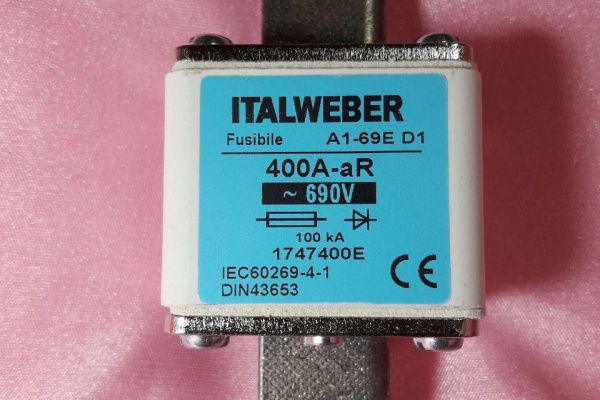 ITALWEBER
Fusibile A1-69E D1
400A-aR
~ 690V
100 kA
1747400E
IEC60269-4-1
DIN43653
CE